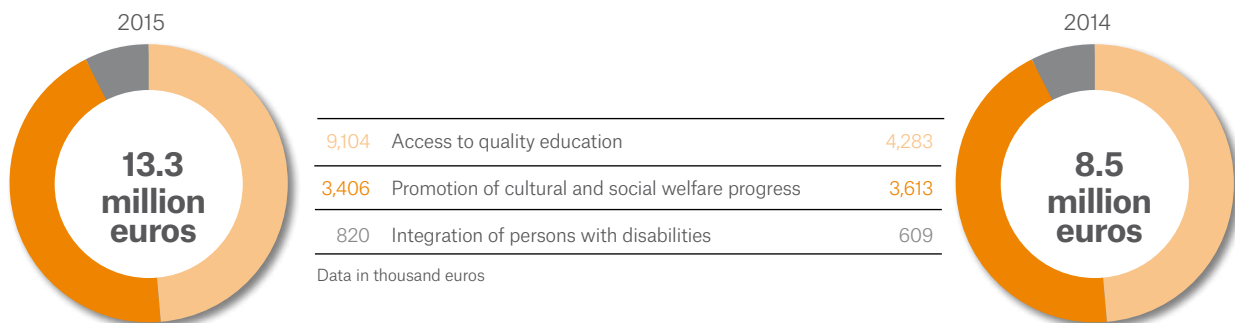 2015
13.3
million
euros
9,104 Access to quality education 4,283
3,406 Promotion of cultural and social welfare progress 3,613
820 Integration of persons with disabilities 609
Data in thousand euros
2014
8.5
million
euros